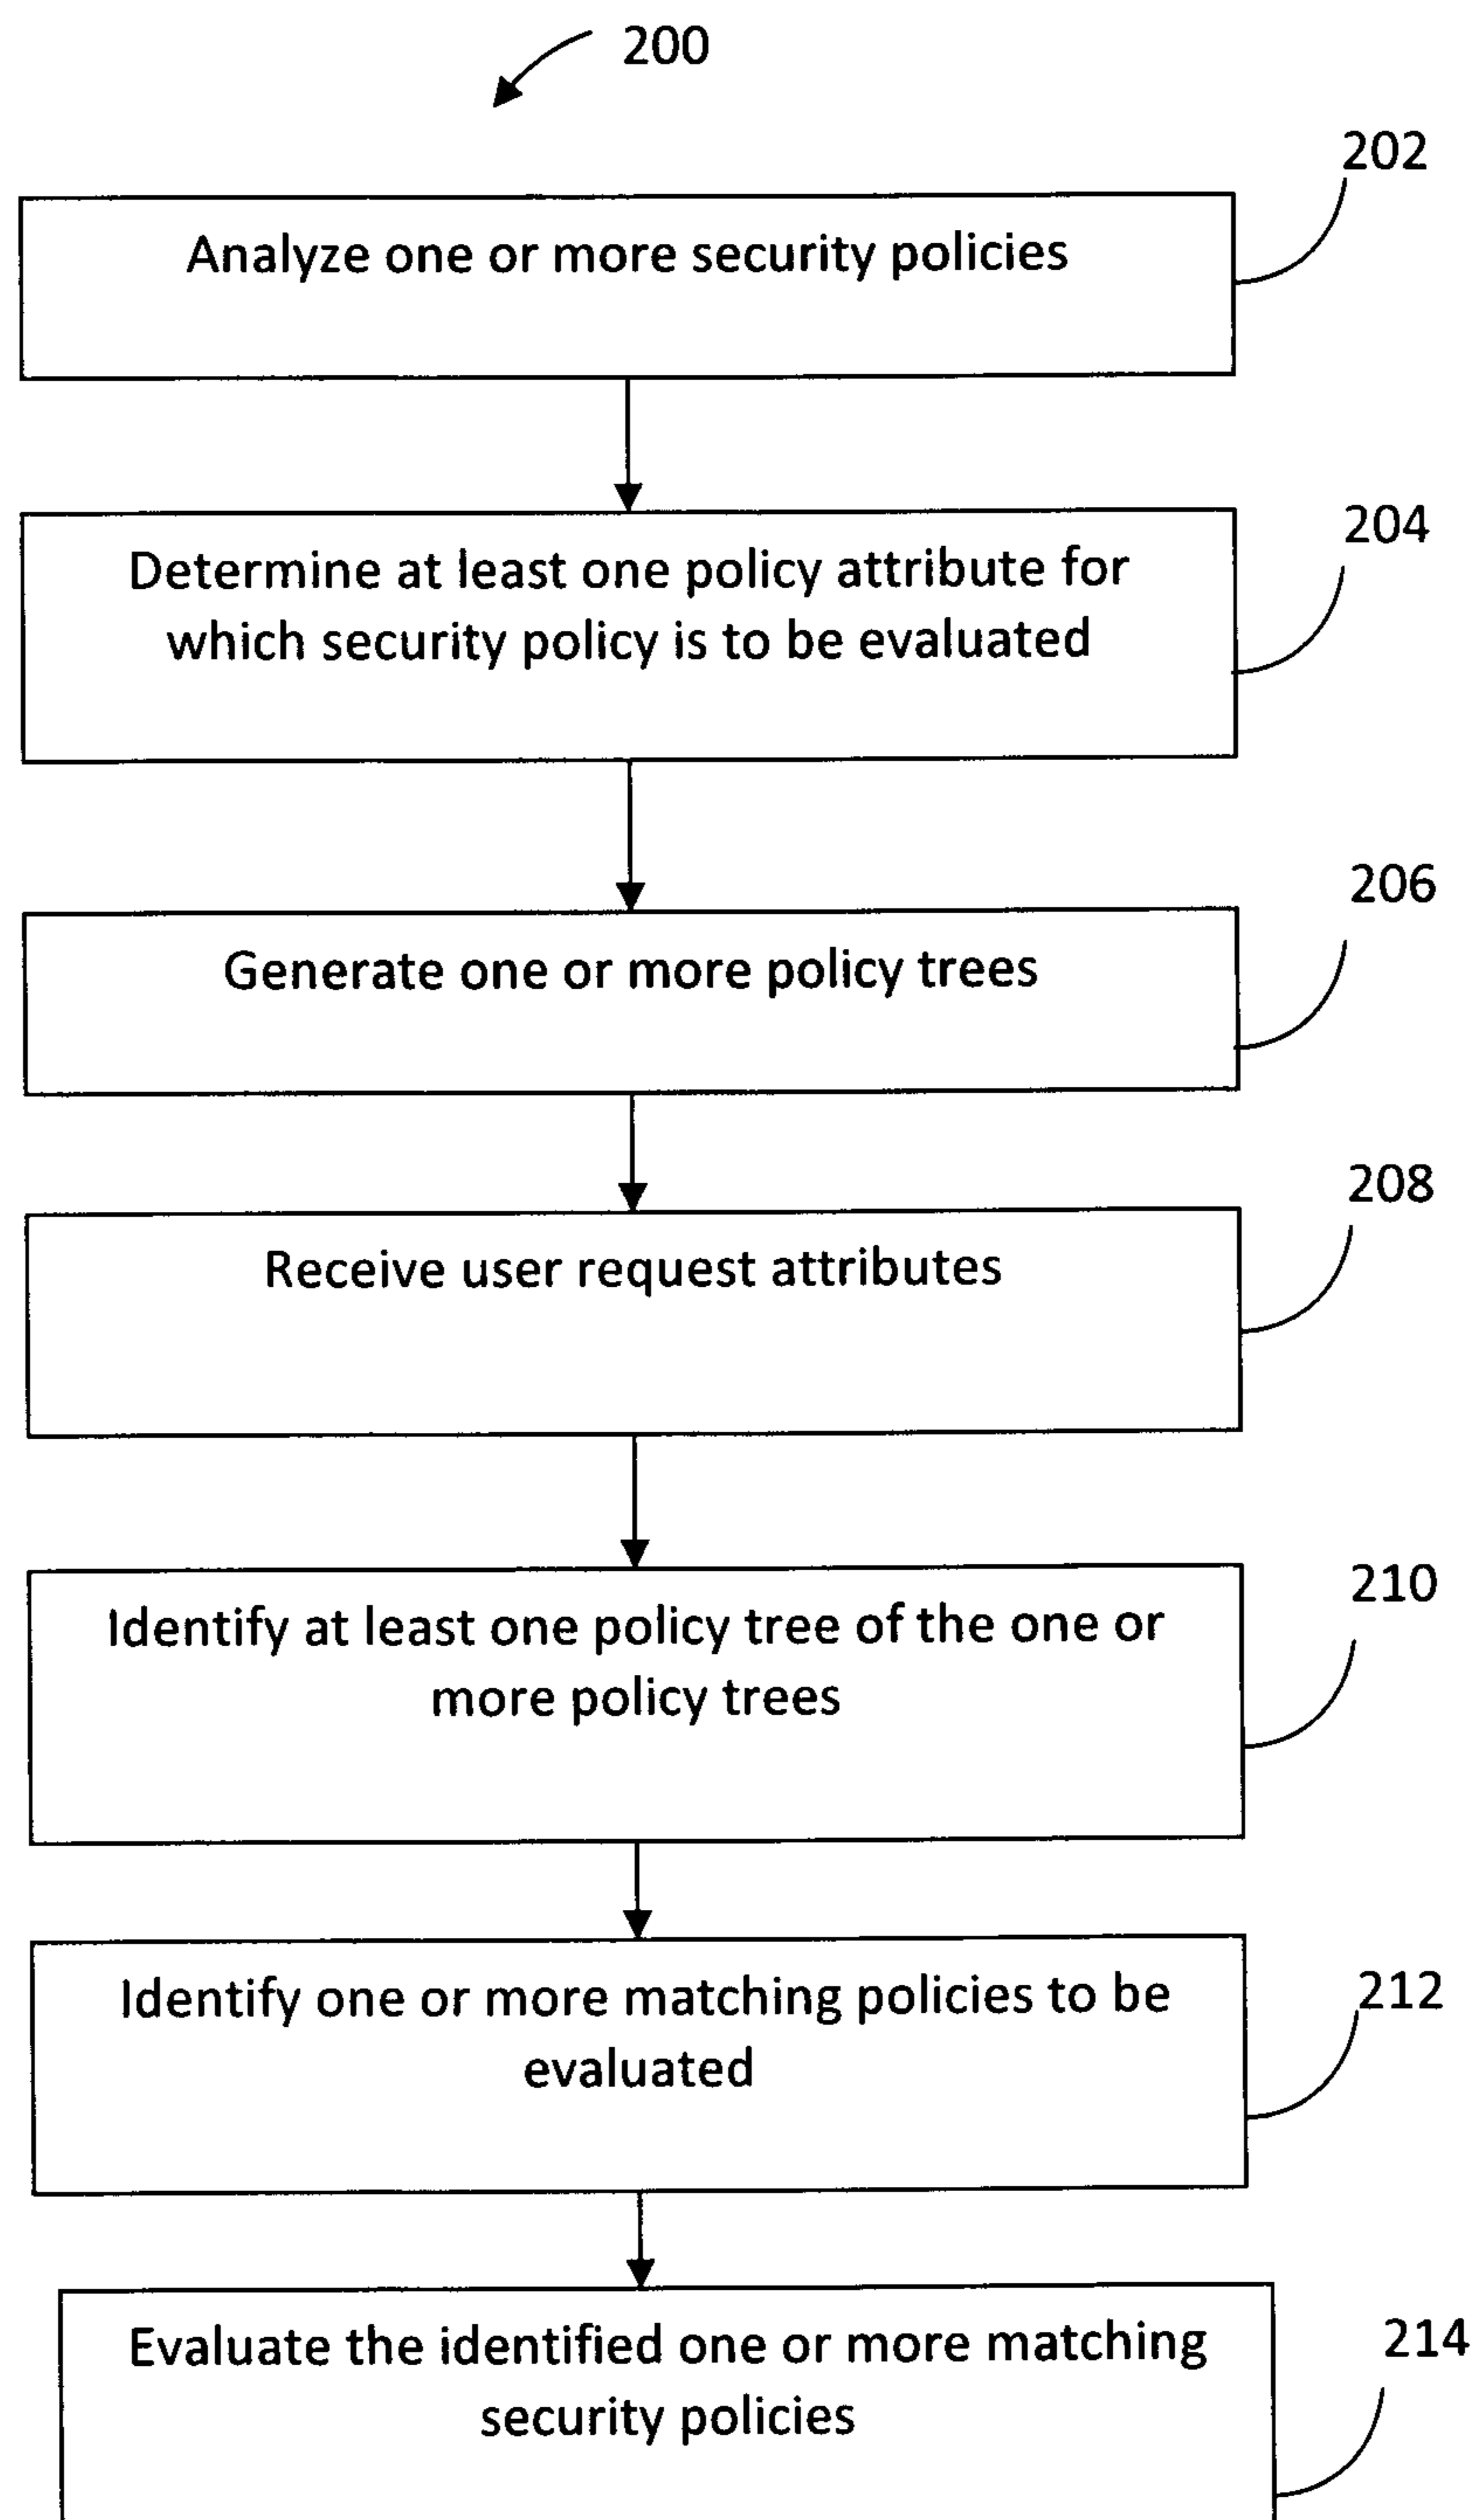 200
202
Analyze one or more security policies
204
Determine at least one policy attribute for
which security policy is to be evaluated
206
Generate one or more policy trees
208
Receive user request attributes
210
Identify at least one policy tree of the one or
more policy trees
212
Identify one or more matching policies to be
evaluated
214
Evaluate the identified one or more matching
security policies